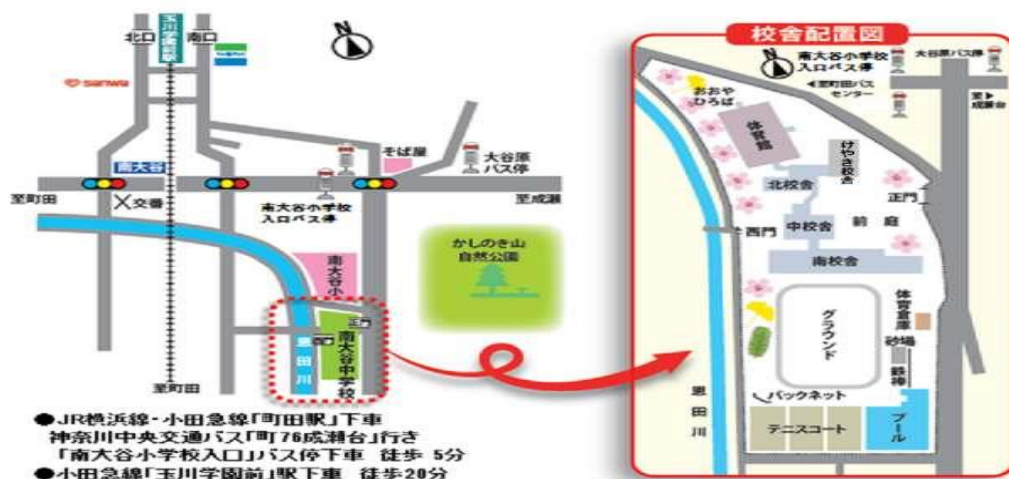 玉川学園前駅
北口
南口
sanwa
南大谷
至町田
交番
そば屋
大谷原
バス停
南大谷小学校
入口バス停
至成瀬
かしのき山
自然公園
南大谷小
正門
南大谷中学校
恩田川
至町田
●JR横浜線・小田急線「町田駅」下車
神奈川中央交通バス「町76成瀬台」行き
「南大谷小学校入口」バス停下車 徒歩 5分
●小田急線「玉川学園前」駅下車 徒歩20分
校舎配置図
N
南大谷小学校
入口バス停
大谷原バス停
◀至町田バス
センター
至▶
成瀬台
おおや
ひろば
体育館
けやき校舎
北校舎
正門
中校舎
前庭
西門
南校舎
グラウンド
体育倉庫
砂場
鉄棒
バックネット
恩田川
テニスコート
プール